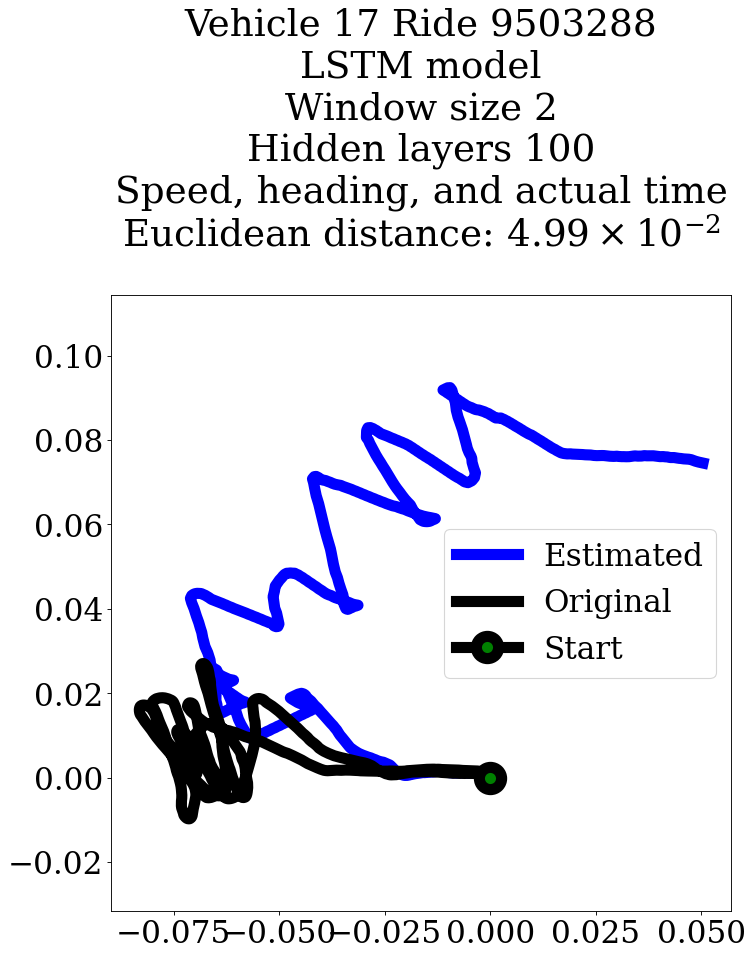 Vehicle 17 Ride 9503288
LSTM model
Window size 2
Hidden layers 100
Speed, heading, and actual time
Euclidean distance: 4.99 × 10⁻²
0.10
0.08
0.06
0.04
0.02
0.00
−0.02
Estimated
Original
Start
−0.075 −0.050 −0.025 0.000 0.025 0.050